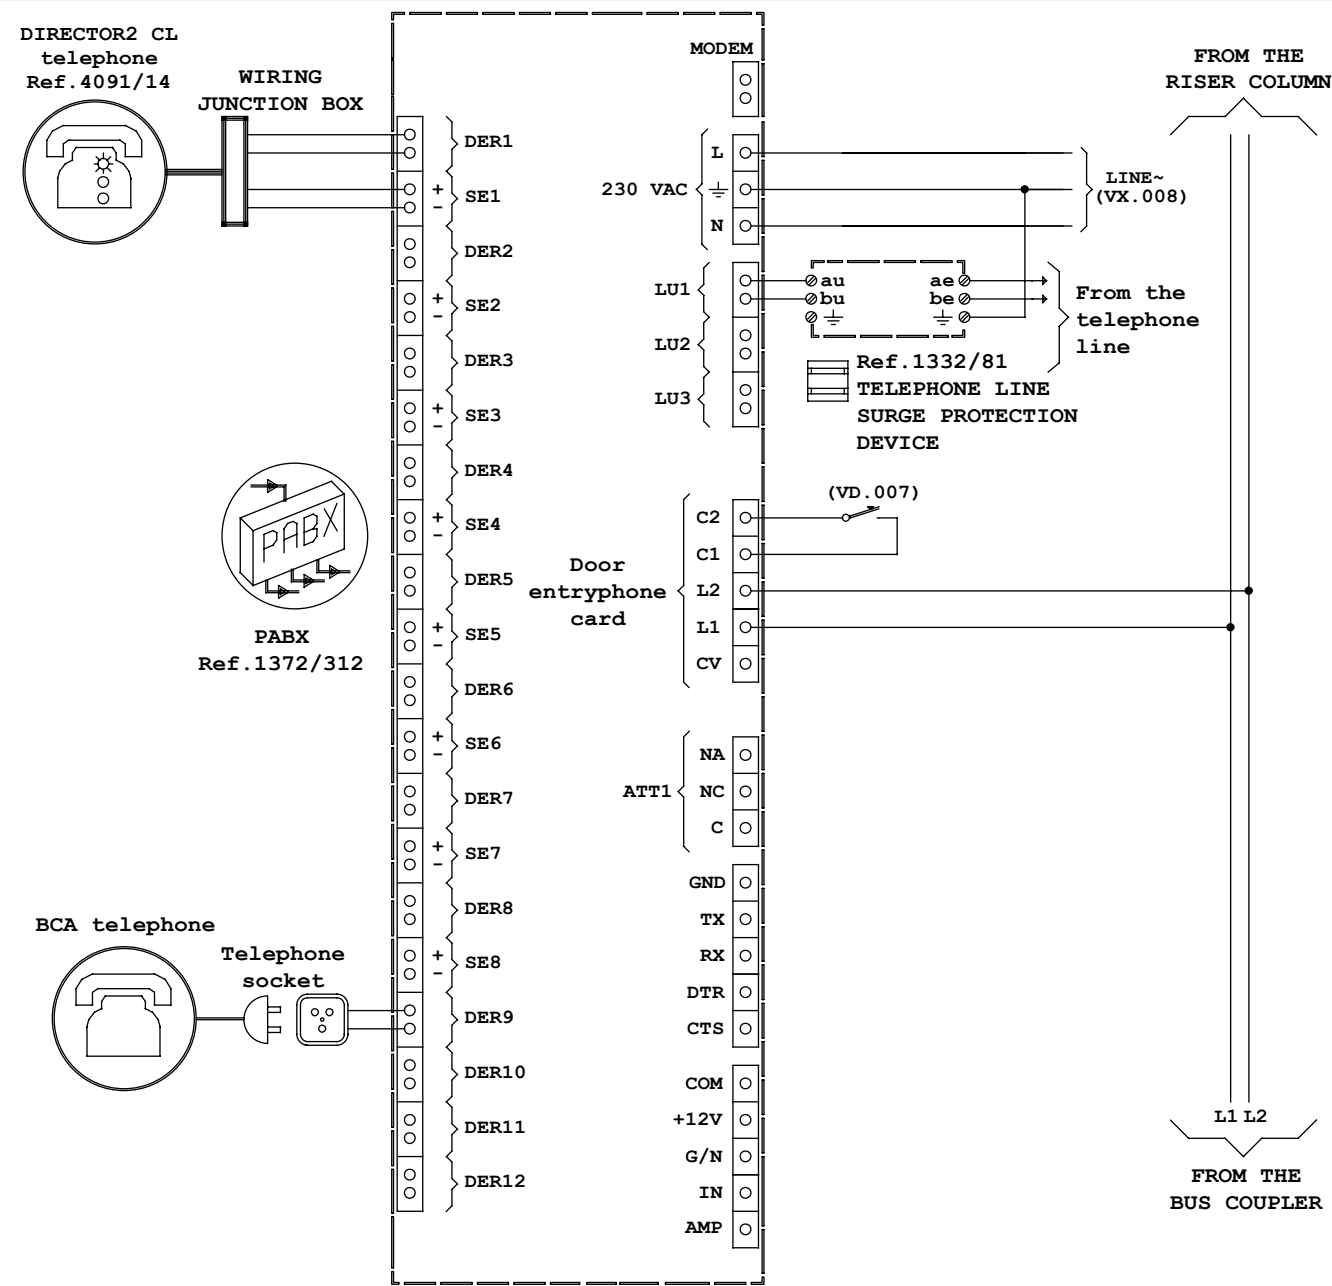 DIRECTOR2 CL
telephone
Ref.4091/14
WIRING
JUNCTION BOX
MODEM
FROM THE
RISER COLUMN
DER1
+
-
SE1
DER2
+
-
SE2
DER3
+
-
SE3
DER4
+
-
SE4
DER5
+
-
SE5
DER6
+
-
SE6
DER7
+
-
SE7
DER8
+
-
SE8
DER9
DER10
DER11
DER12
PABX
PABX
Ref.1372/312
BCA telephone
Telephone
socket
230 VAC
L
N
LINE~
(VX.008)
LU1
LU2
LU3
au
bu
ae
be
From the
telephone
line
Ref.1332/81
TELEPHONE LINE
SURGE PROTECTION
DEVICE
(VD.007)
Door
entryphone
card
C2
C1
L2
L1
CV
ATT1
NA
NC
C
GND
TX
RX
DTR
CTS
COM
+12V
G/N
IN
AMP
L1 L2
FROM THE
BUS COUPLER